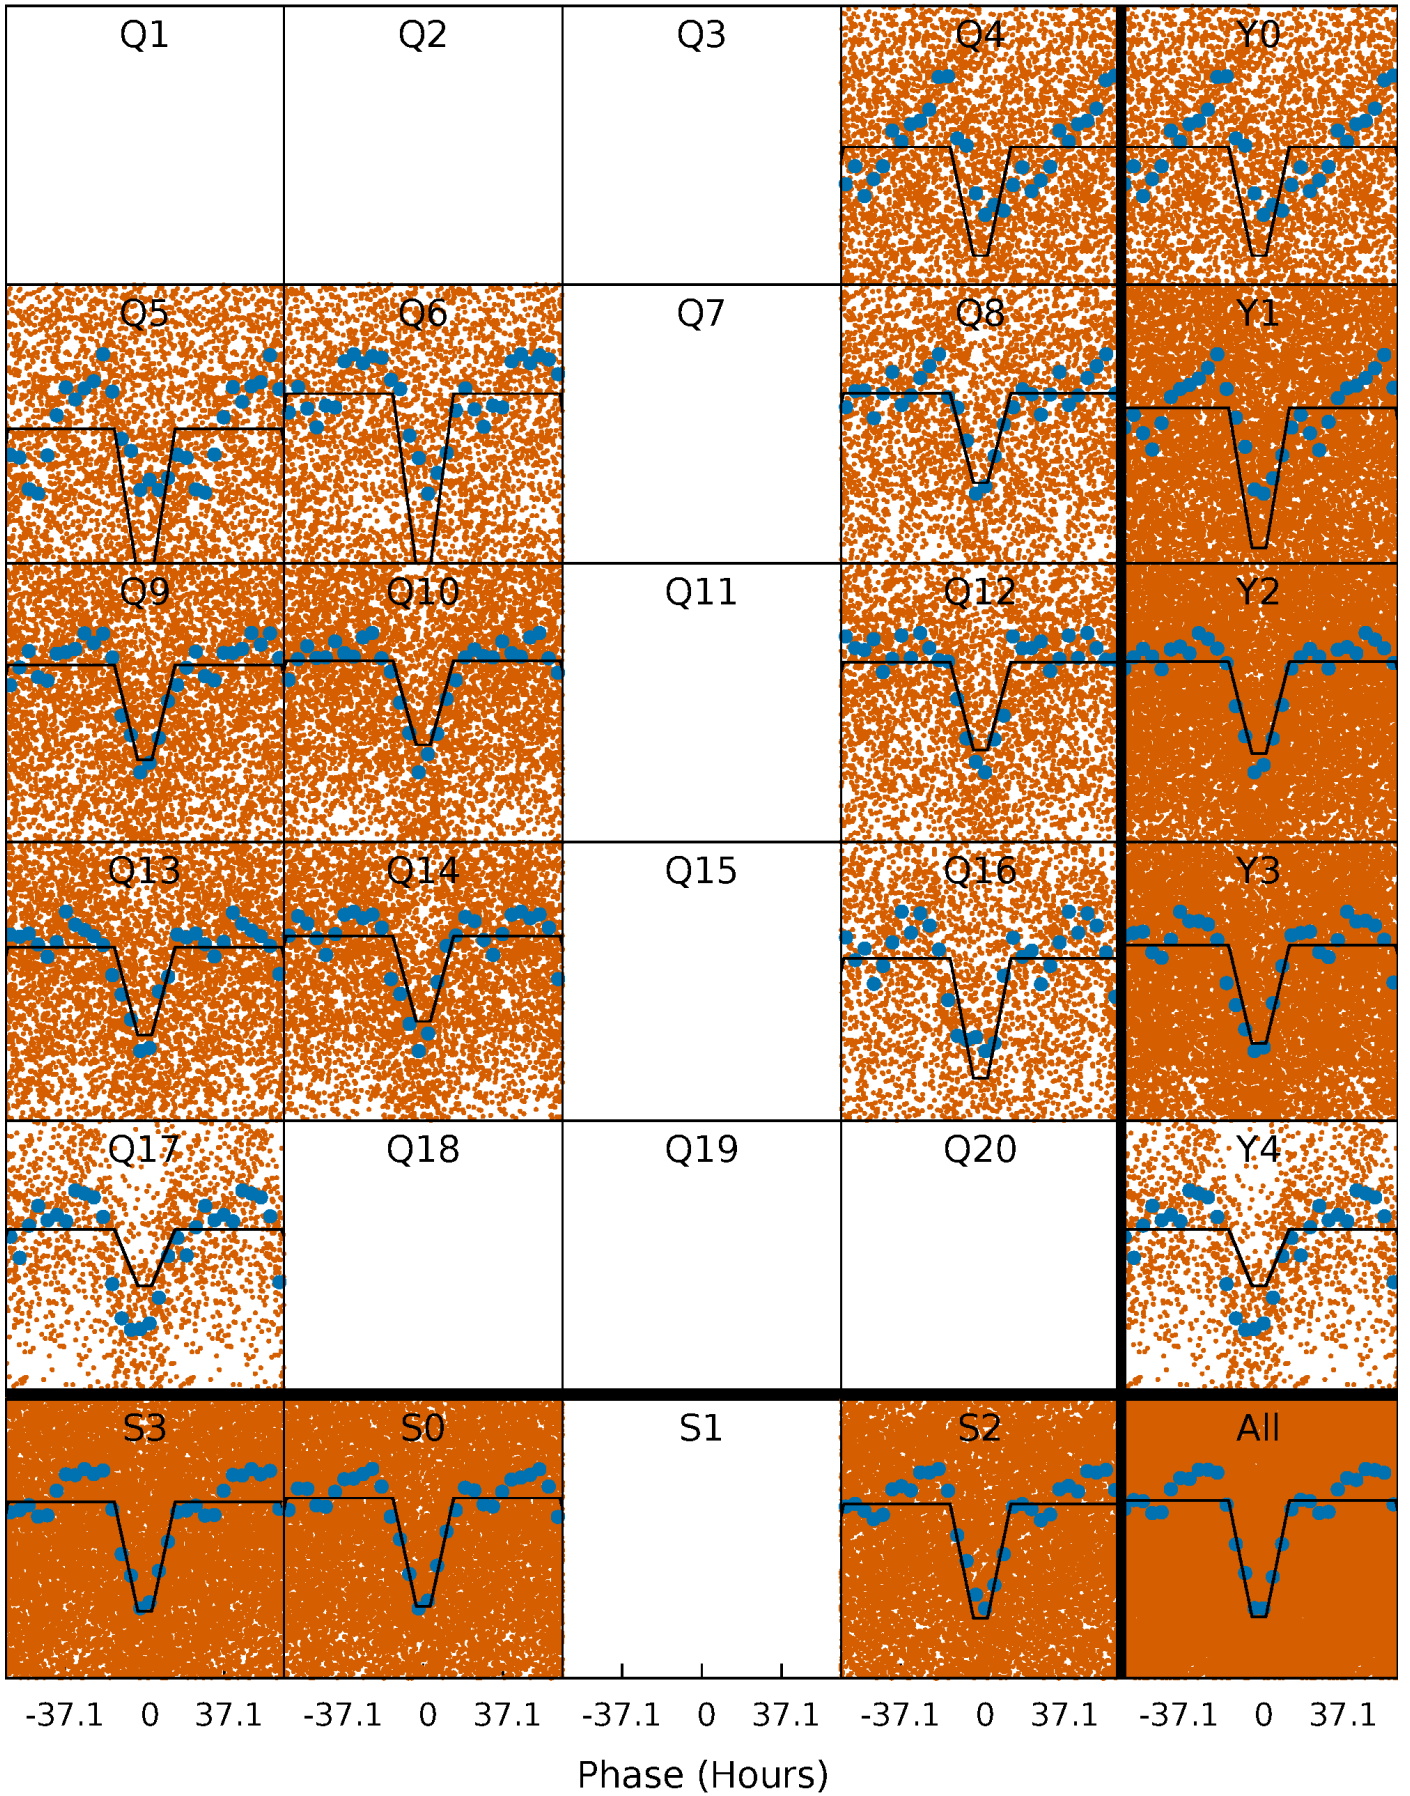 Q1 Q2 Q3 Q4 Y0
Q5 Q6 Q7 Q8 Y1
Q9 Q10 Q11 Q12 Y2
Q13 Q14 Q15 Q16 Y3
Q17 Q18 Q19 Q20 Y4
S3 S0 S1 S2 All
-37.1 0 37.1 -37.1 0 37.1 -37.1 0 37.1 -37.1 0 37.1 -37.1 0 37.1
Phase (Hours)